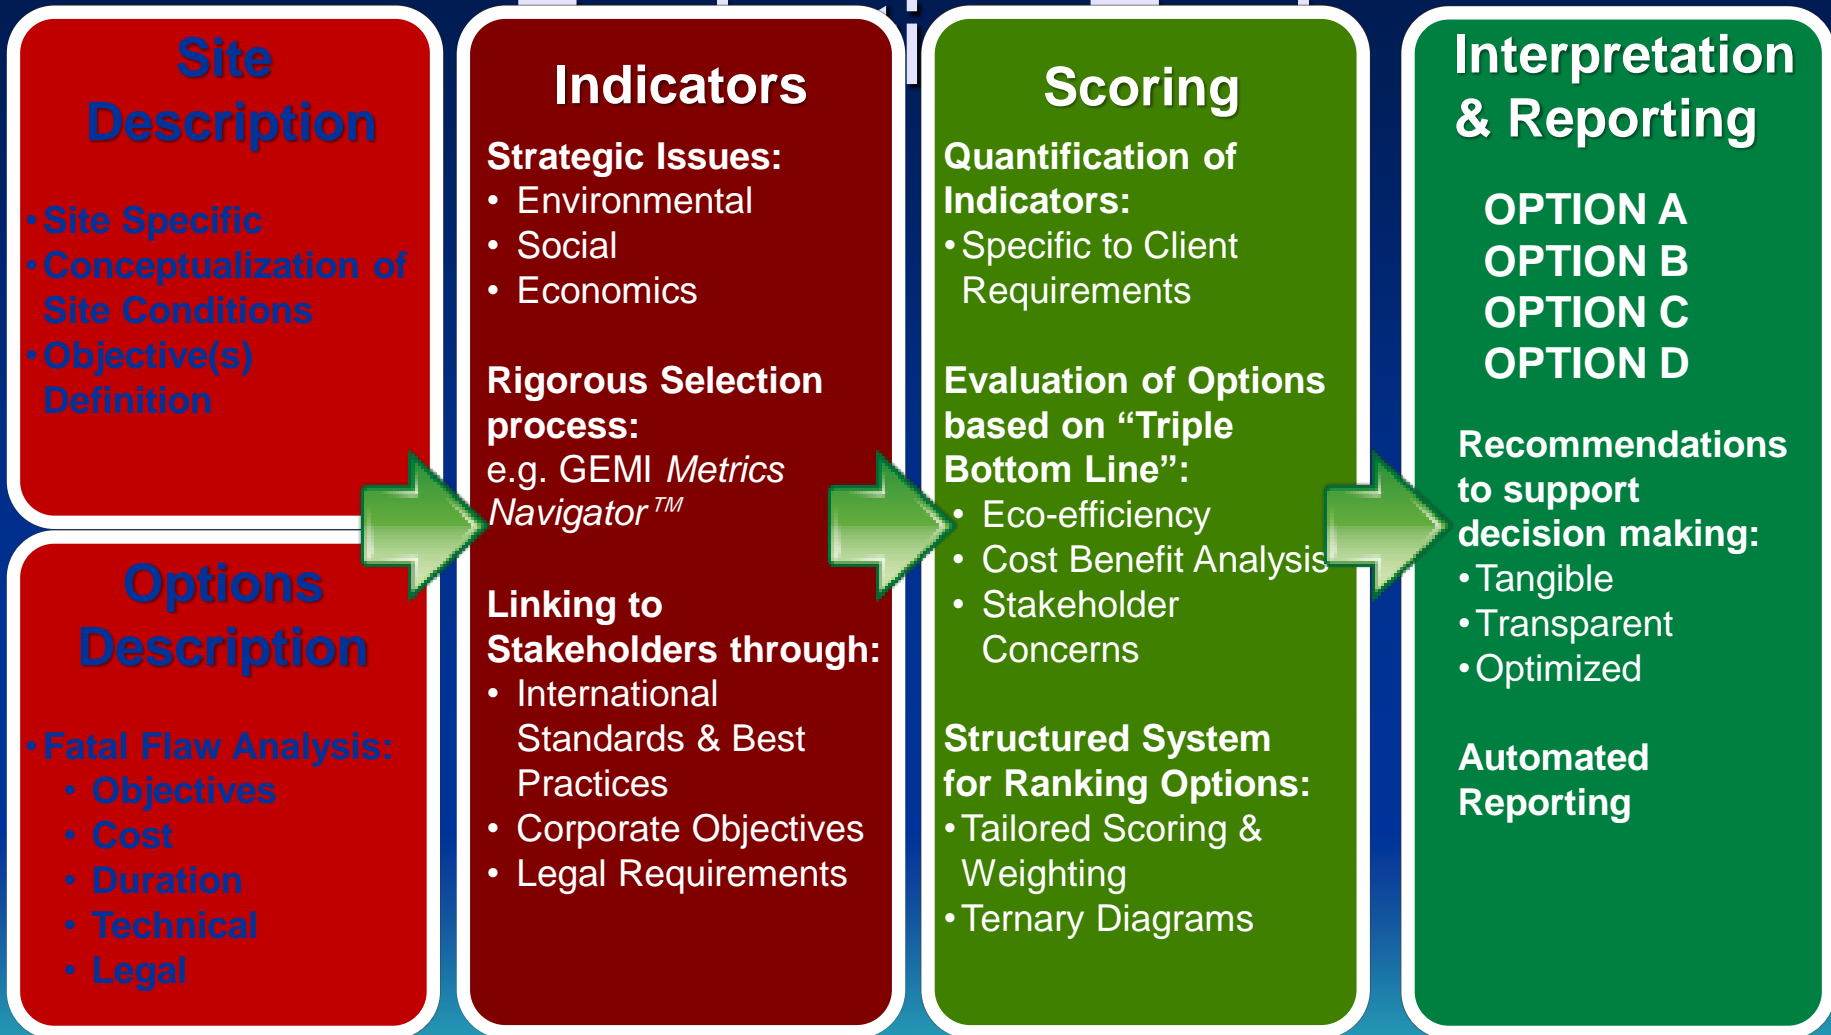 Site
Description
• Site Specific
• Conceptualization of
Site Conditions
• Objective(s)
Definition
Options
Description
• Fatal Flaw Analysis:
• Objectives
• Cost
• Duration
• Technical
• Legal
Indicators
Strategic Issues:
• Environmental
• Social
• Economics
Rigorous Selection
process:
e.g. GEMI Metrics
Navigator™
Linking to
Stakeholders through:
• International
Standards & Best
Practices
• Corporate Objectives
• Legal Requirements
Scoring
Quantification of
Indicators:
• Specific to Client
Requirements
Evaluation of Options
based on “Triple
Bottom Line”:
• Eco-efficiency
• Cost Benefit Analysis
• Stakeholder
Concerns
Structured System
for Ranking Options:
• Tailored Scoring &
Weighting
• Ternary Diagrams
Interpretation
& Reporting
OPTION A
OPTION B
OPTION C
OPTION D
Recommendations
to support
decision making:
• Tangible
• Transparent
• Optimized
Automated
Reporting